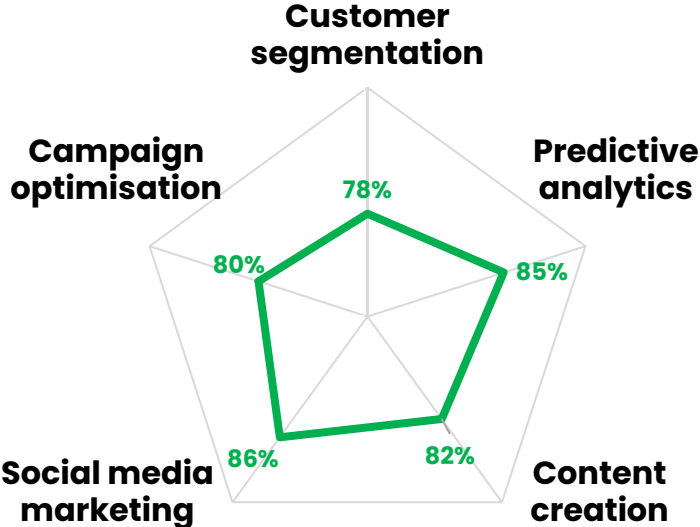 Customer
segmentation
Campaign
optimisation
Predictive
analytics
78%
80%
85%
86%
82%
Social media
marketing
Content
creation